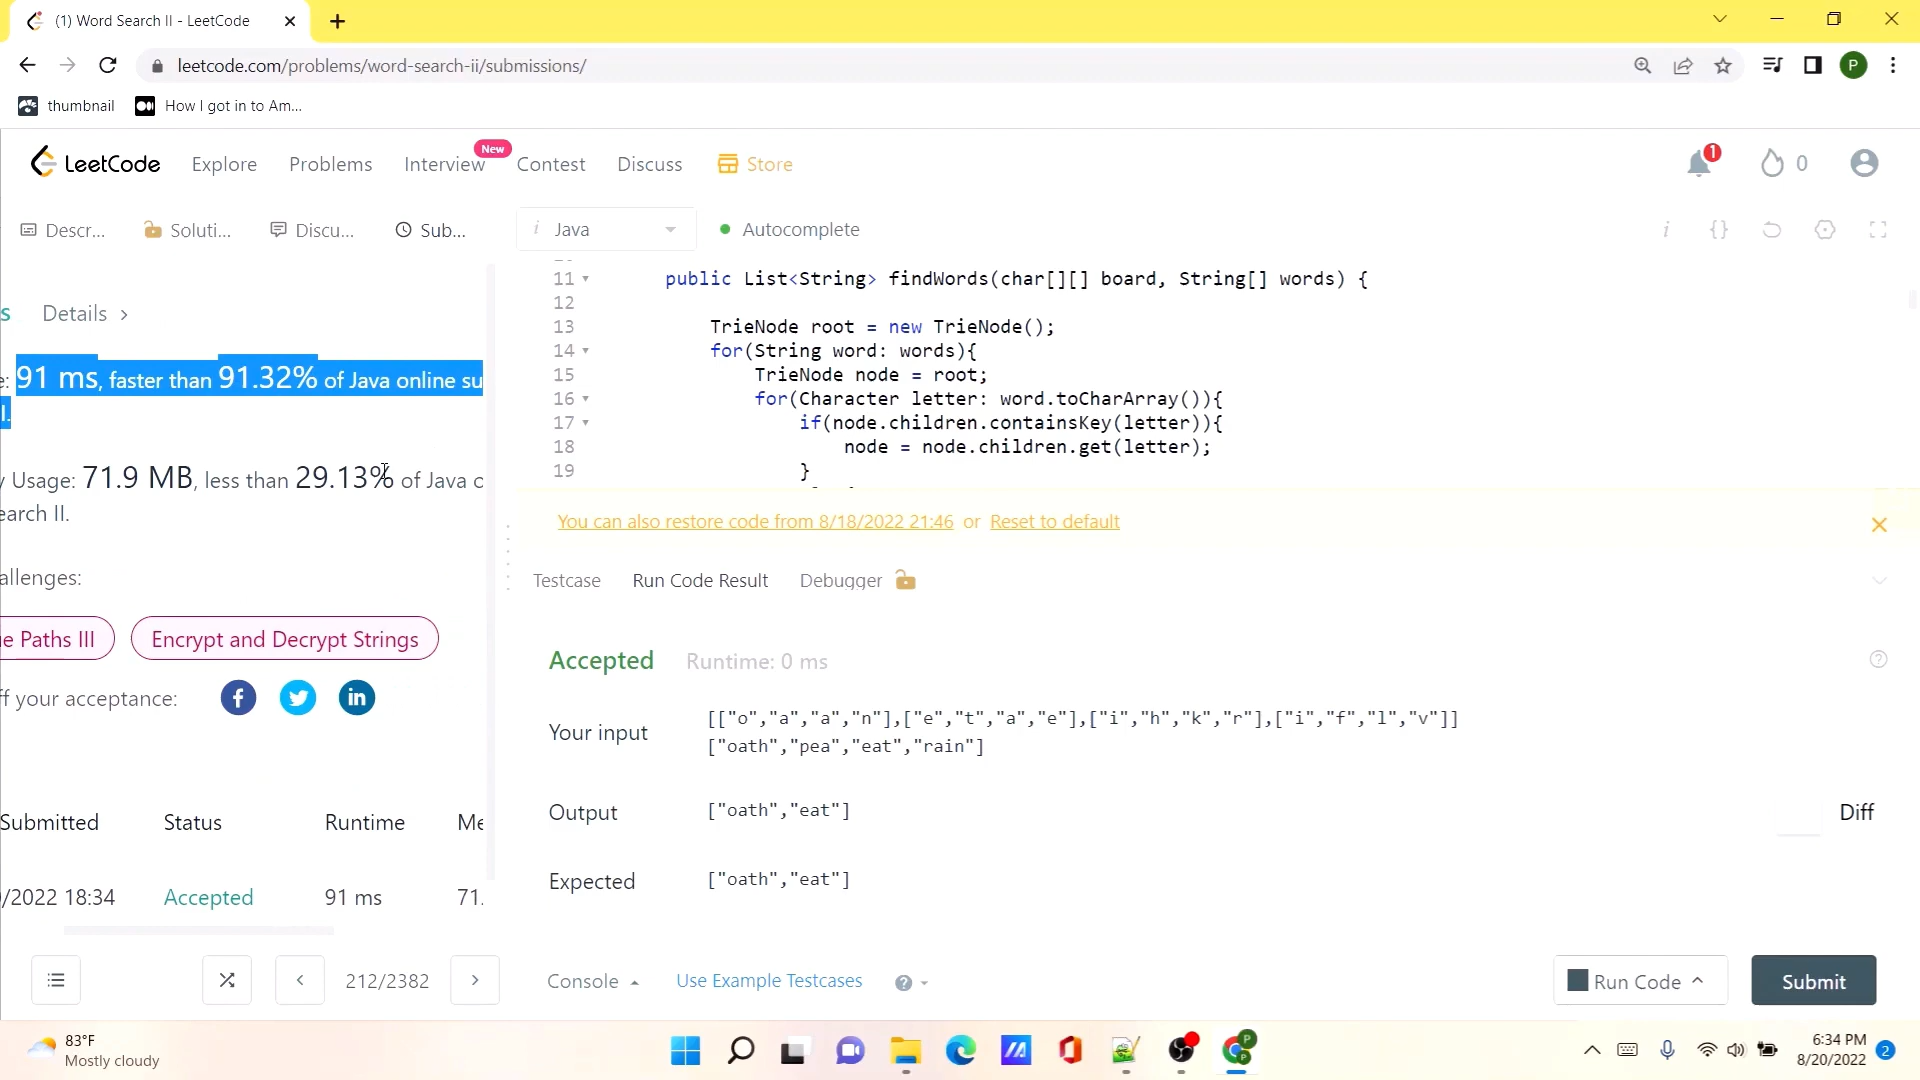 (1) Word Search II - LeetCode
leetcode.com/problems/word-search-ii/submissions/
P
thumbnail
How I got in to Am...
LeetCode
Explore
Problems
Interview
New
Contest
Discuss
Store
1
0
Descr...
Soluti...
Discu...
Sub...
i Java
Autocomplete
i {}
s Details >
e: 91 ms, faster than 91.32% of Java online su
I.
y Usage: 71.9 MB, less than 29.13% of Java o
earch II.
allenges:
e Paths III
Encrypt and Decrypt Strings
ff your acceptance:
Submitted Status Runtime Me
/2022 18:34 Accepted 91 ms 71.
212/2382
11 public List<String> findWords(char[][] board, String[] words) {
12
13 TrieNode root = new TrieNode();
14 for(String word: words){
15 TrieNode node = root;
16 for(Character letter: word.toCharArray()){
17 if(node.children.containsKey(letter)){
18 node = node.children.get(letter);
19 }
You can also restore code from 8/18/2022 21:46 or Reset to default
Testcase
Run Code Result
Debugger
Accepted Runtime: 0 ms
Your input
[["o","a","a","n"],["e","t","a","e"],["i","h","k","r"],["i","f","l","v"]]
["oath","pea","eat","rain"]
Output ["oath","eat"]
Diff
Expected ["oath","eat"]
Console
Use Example Testcases
Run Code
Submit
83°F
Mostly cloudy
6:34 PM
8/20/2022
2